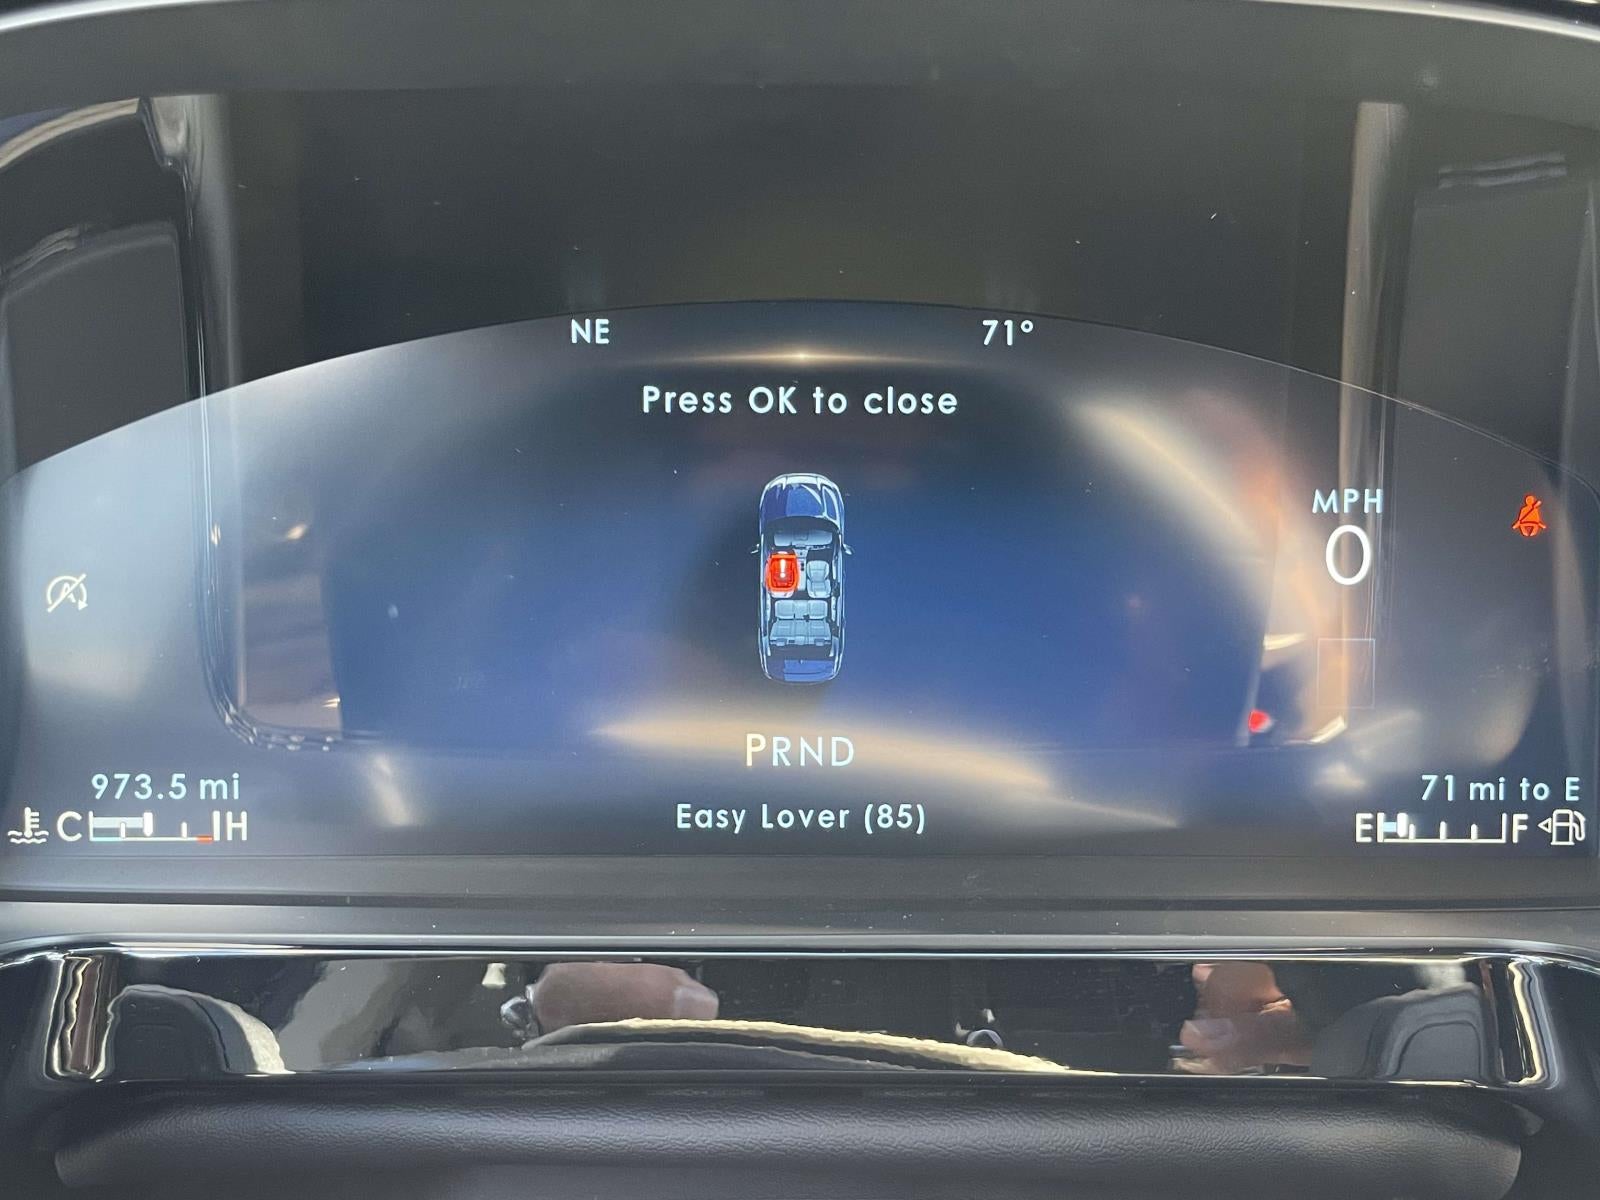 NE 71°
Press OK to close
MPH
0
PRND
973.5 mi
71 mi to E
Easy Lover (85)
C H
E F